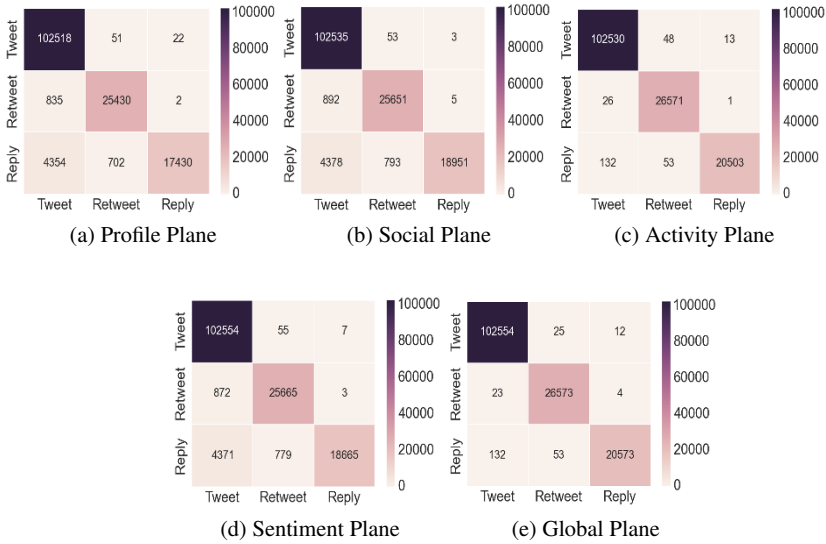 Tweet 102518 51 22
Retweet 835 25430 2
Reply 4354 702 17430
Tweet Retweet Reply
100000
80000
60000
40000
20000
0
(a) Profile Plane
Tweet 102535 53 3
Retweet 892 25651 5
Reply 4378 793 18951
Tweet Retweet Reply
100000
80000
60000
40000
20000
0
(b) Social Plane
Tweet 102530 48 13
Retweet 26 26571 1
Reply 132 53 20503
Tweet Retweet Reply
100000
80000
60000
40000
20000
0
(c) Activity Plane
Tweet 102554 55 7
Retweet 872 25665 3
Reply 4371 779 18665
Tweet Retweet Reply
100000
80000
60000
40000
20000
0
(d) Sentiment Plane
Tweet 102554 25 12
Retweet 23 26573 4
Reply 132 53 20573
Tweet Retweet Reply
100000
80000
60000
40000
20000
0
(e) Global Plane